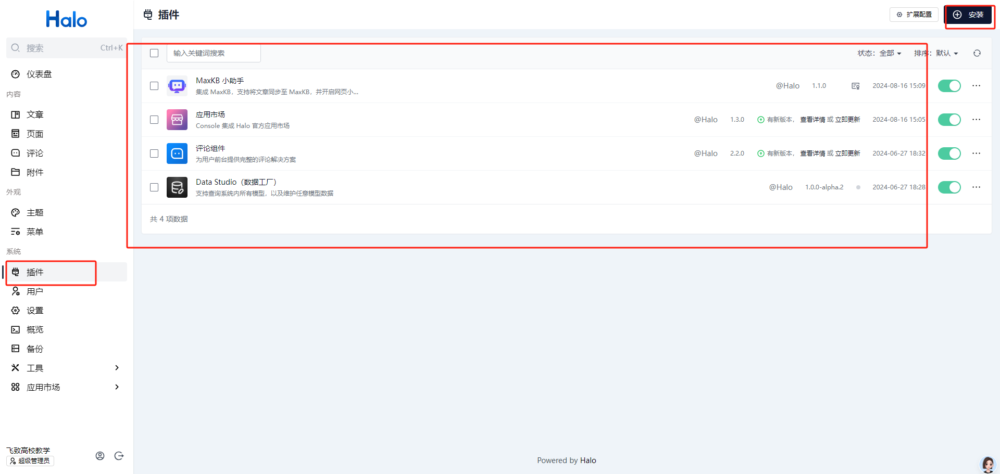 Halo
搜索 Ctrl+K
仪表盘
内容
文章
页面
评论
附件
外观
主题
菜单
系统
插件
用户
设置
概览
备份
工具
应用市场
飞致高校教学
超级管理员
插件
扩展配置
安装
输入关键词搜索
状态：全部
排序：默认
MaxKB 小助手
集成 MaxKB，支持将文章同步至 MaxKB，并开启网页小...
@Halo 1.1.0 2024-08-16 15:09
应用市场
Console 集成 Halo 官方应用市场
@Halo 1.3.0 有新版本， 查看详情 或 立即更新 2024-08-16 15:05
评论组件
为用户前台提供完整的评论解决方案
@Halo 2.2.0 有新版本， 查看详情 或 立即更新 2024-06-27 18:32
Data Studio（数据工厂）
支持查询系统内所有模型，以及维护任意模型数据
@Halo 1.0.0-alpha.2 2024-06-27 18:28
共 4 项数据
Powered by Halo